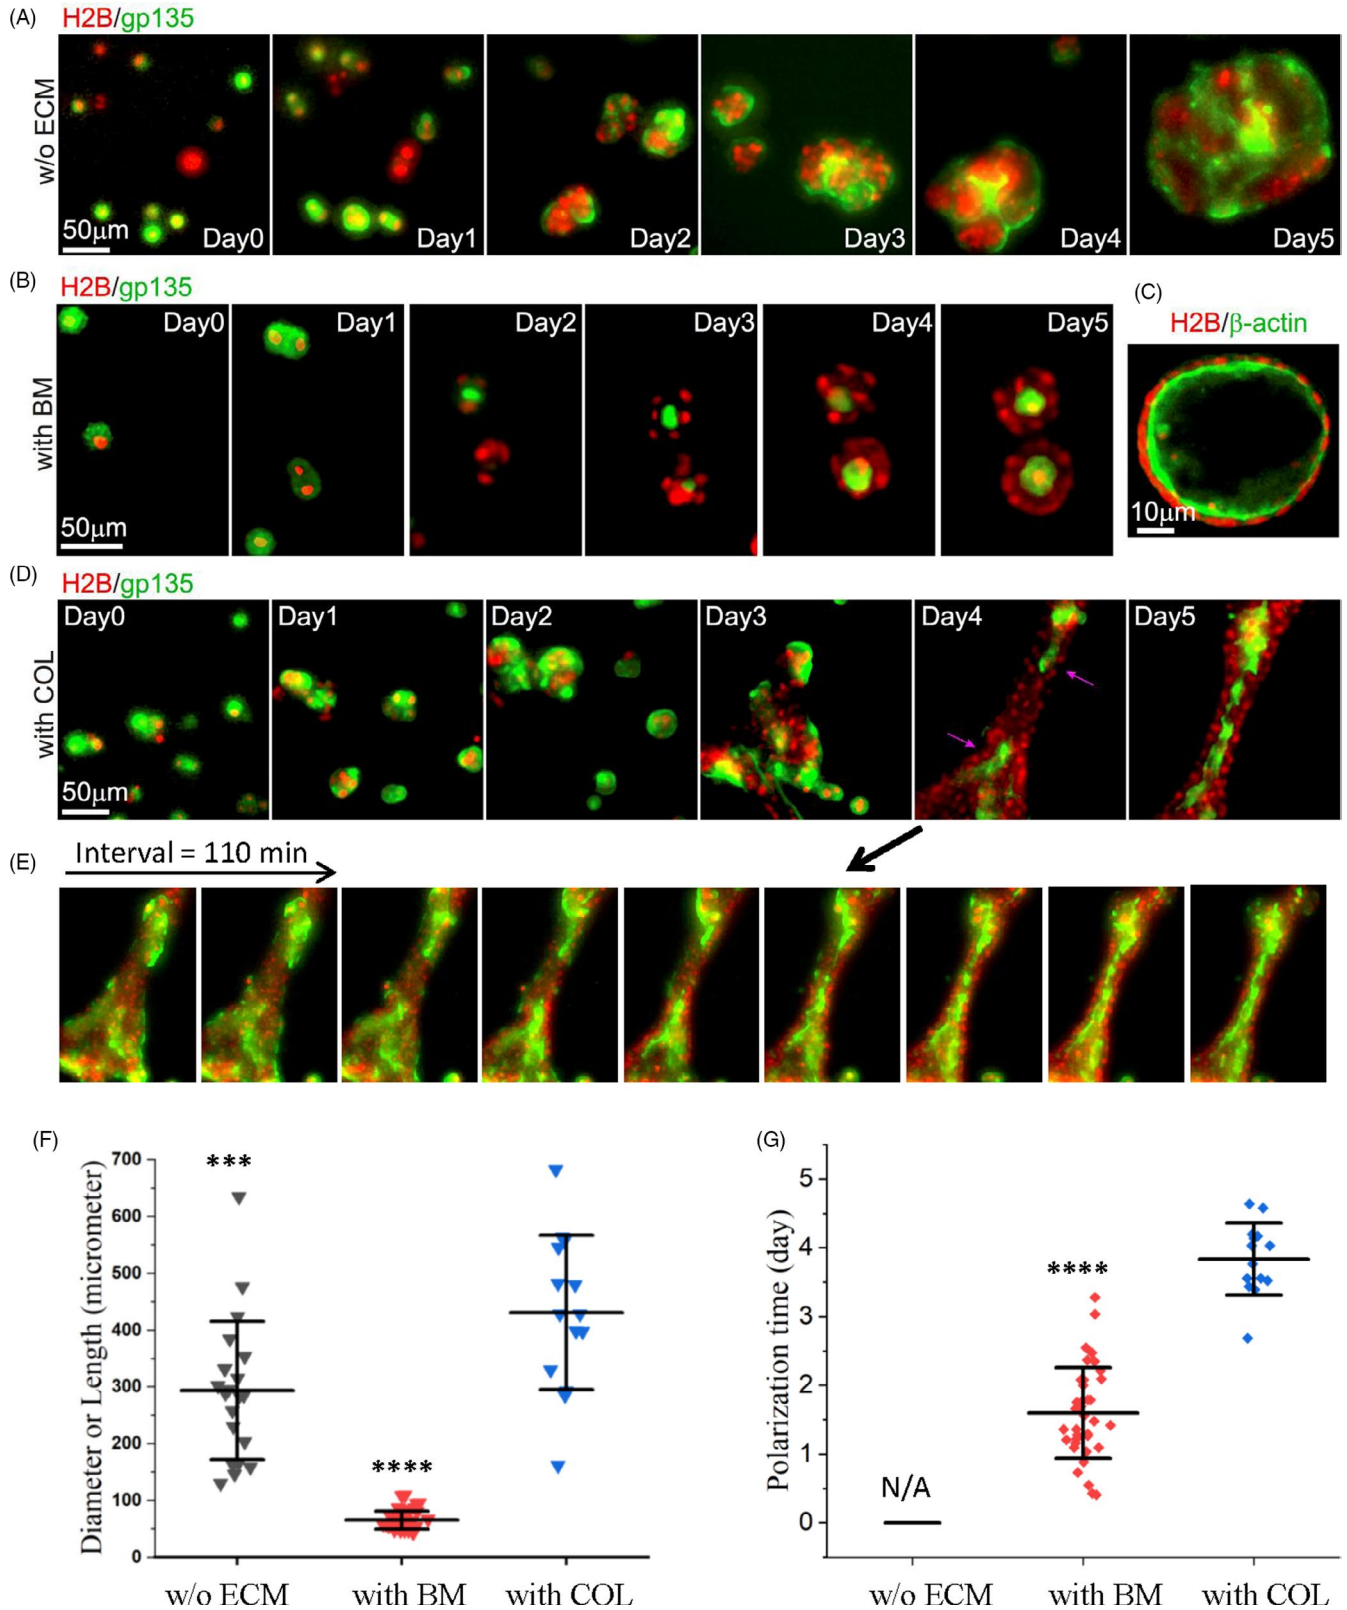 (A) H2B/gp135
w/o ECM
50μm
Day0
Day1
Day2
Day3
Day4
Day5
(B) H2B/gp135
with BM
Day0
Day1
Day2
Day3
Day4
Day5
50μm
(C)
H2B/β-actin
10μm
(D) H2B/gp135
with COL
Day0
Day1
Day2
Day3
Day4
Day5
50μm
(E) Interval = 110 min
(F)
Diameter or Length (micrometer)
700
600
500
400
300
200
100
0
***
****
w/o ECM
with BM
with COL
(G)
Polarization time (day)
5
4
3
2
1
0
N/A
****
w/o ECM
with BM
with COL